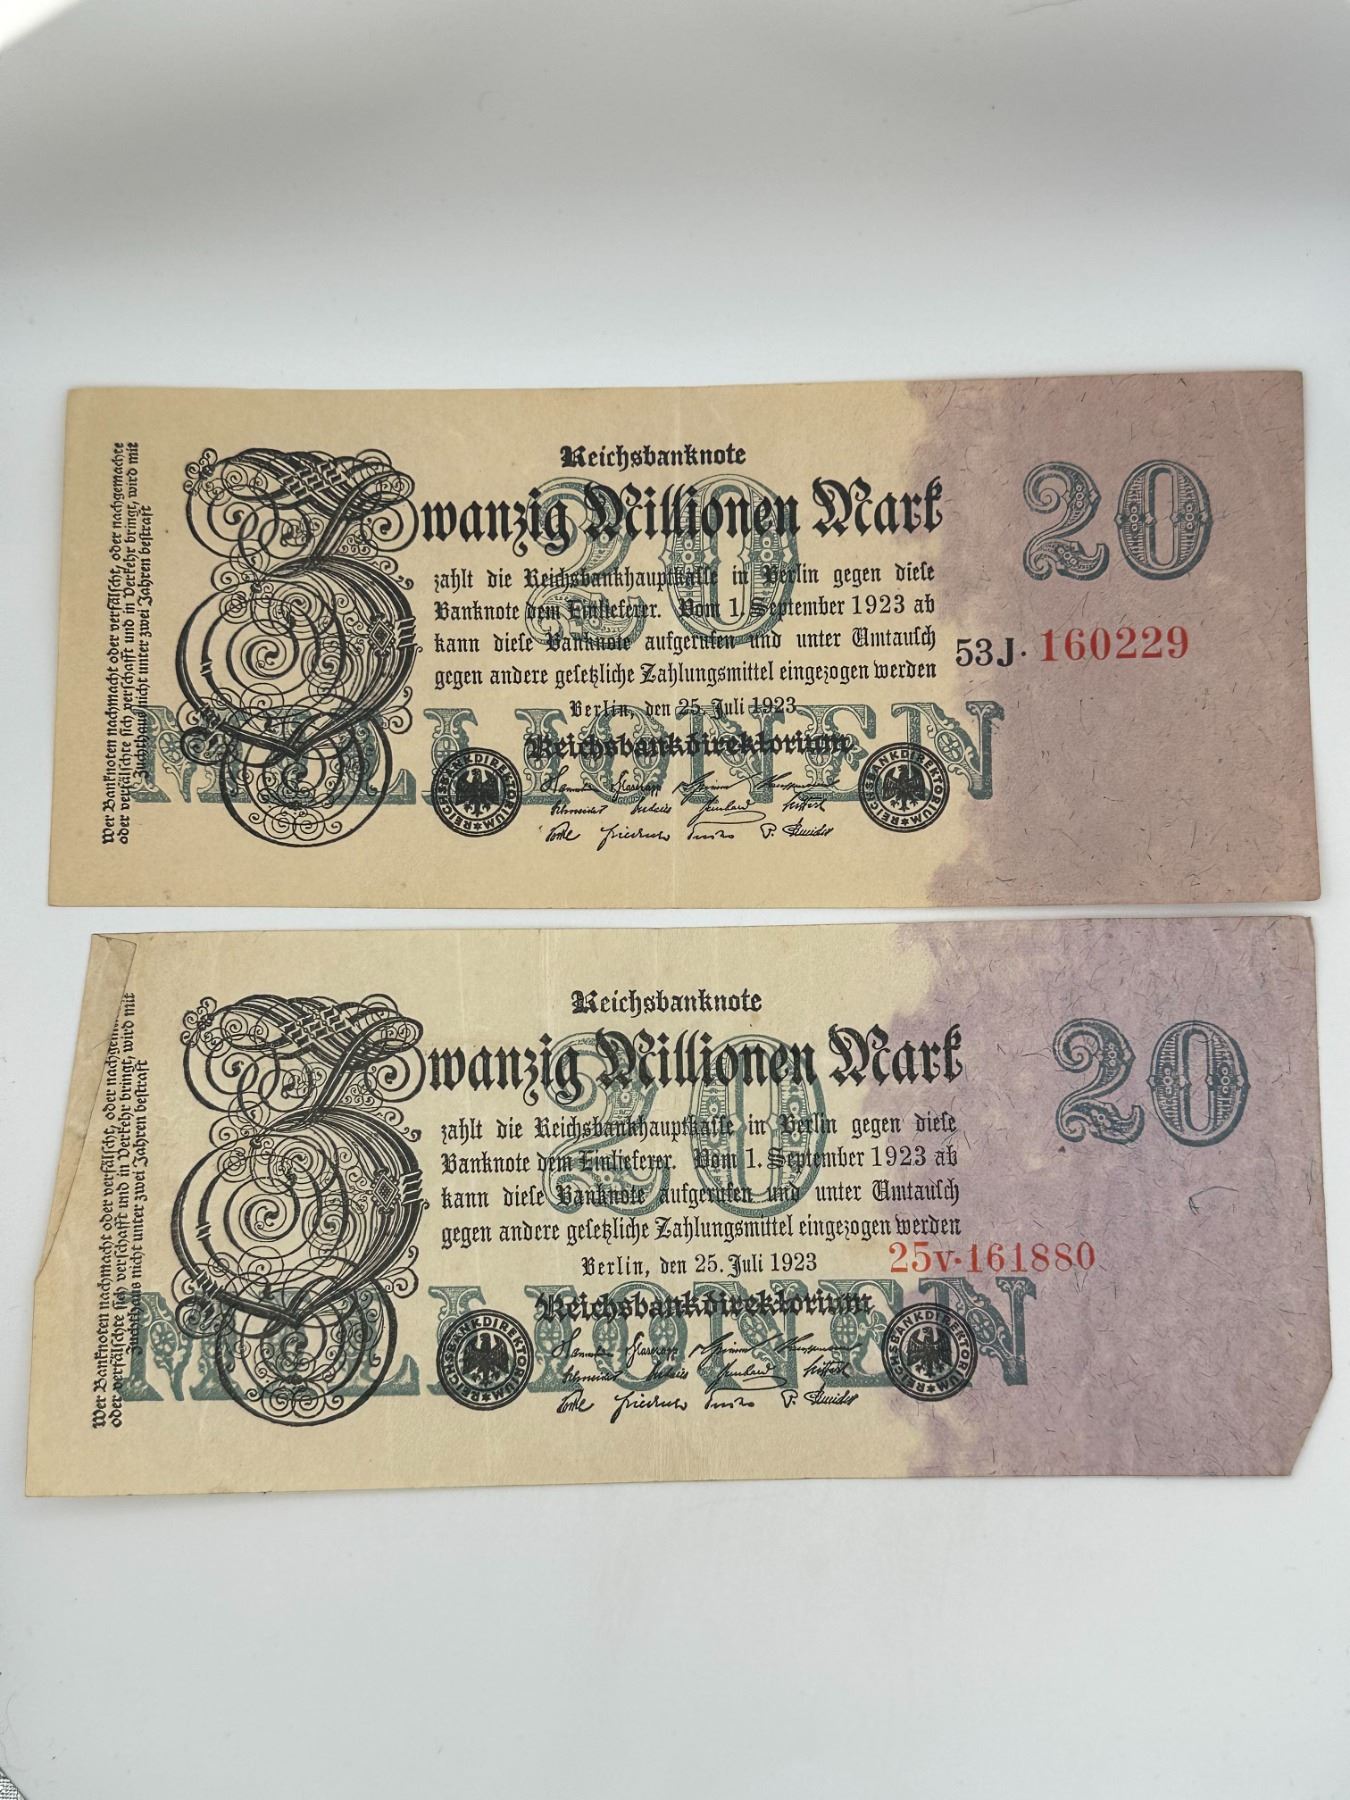 Reichsbanknote
Zwanzig Millionen Mark
20
20
zahlt die Reichsbankhauptkasse in Berlin gegen diese
Banknote dem Einlieferer. Vom 1. September 1923 ab
kann diese Banknote aufgerufen und unter Umtausch
gegen andere gesetzliche Zahlungsmittel eingezogen werden
53J·160229
Berlin, den 25. Juli 1923
MILLIONEN
Reichsbankdirektorium
REICHSBANKDIREKTORIUM
REICHSBANKDIREKTORIUM
Wer Banknoten nachmacht oder verfälscht, oder nachgemachte
oder verfälschte sich verschafft und in Verkehr bringt, wird mit
Zuchthaus nicht unter zwei Jahren bestraft
Reichsbanknote
Zwanzig Millionen Mark
20
20
zahlt die Reichsbankhauptkasse in Berlin gegen diese
Banknote dem Einlieferer. Vom 1. September 1923 ab
kann diese Banknote aufgerufen und unter Umtausch
gegen andere gesetzliche Zahlungsmittel eingezogen werden
25V·161880
Berlin, den 25. Juli 1923
MILLIONEN
Reichsbankdirektorium
REICHSBANKDIREKTORIUM
REICHSBANKDIREKTORIUM
Wer Banknoten nachmacht oder verfälscht, oder nachgem
oder verfälschte sich verschafft und in Verkehr bringt, wird mit
Zuchthaus nicht unter zwei Jahren bestraft